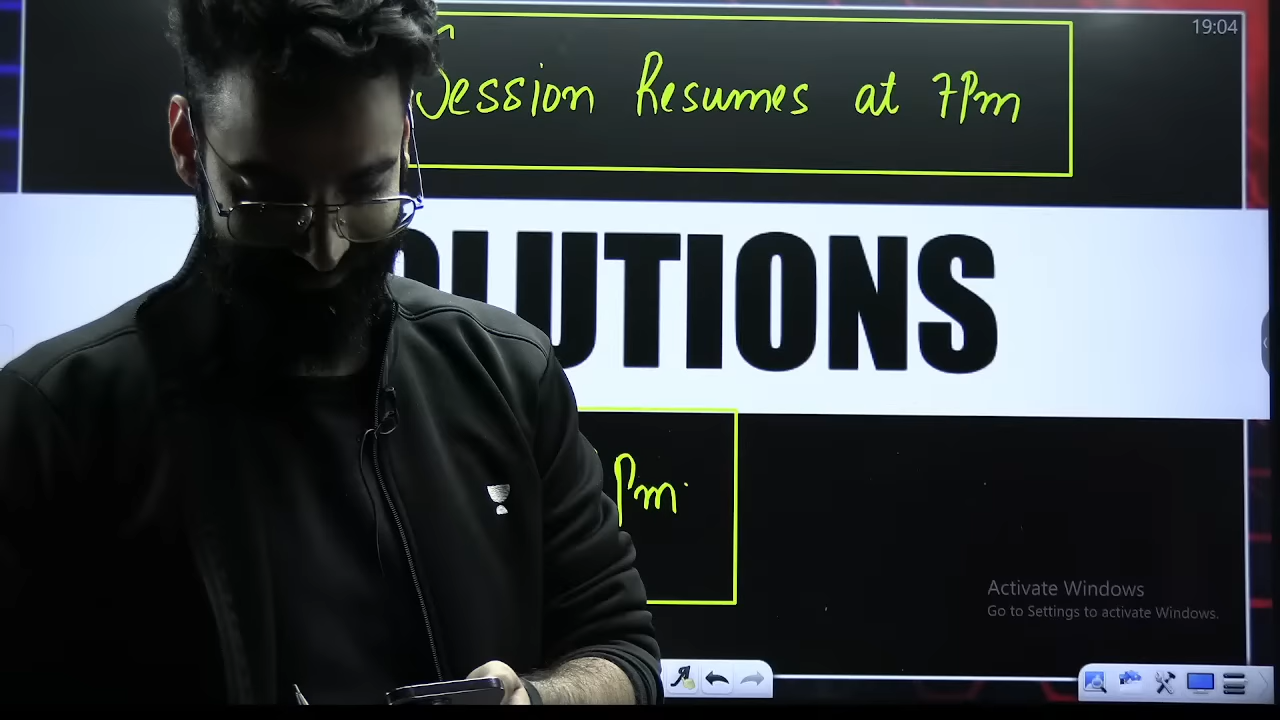 19:04
Session Resumes at 7Pm
OLUTIONS
Pm
Activate Windows
Go to Settings to activate Windows.